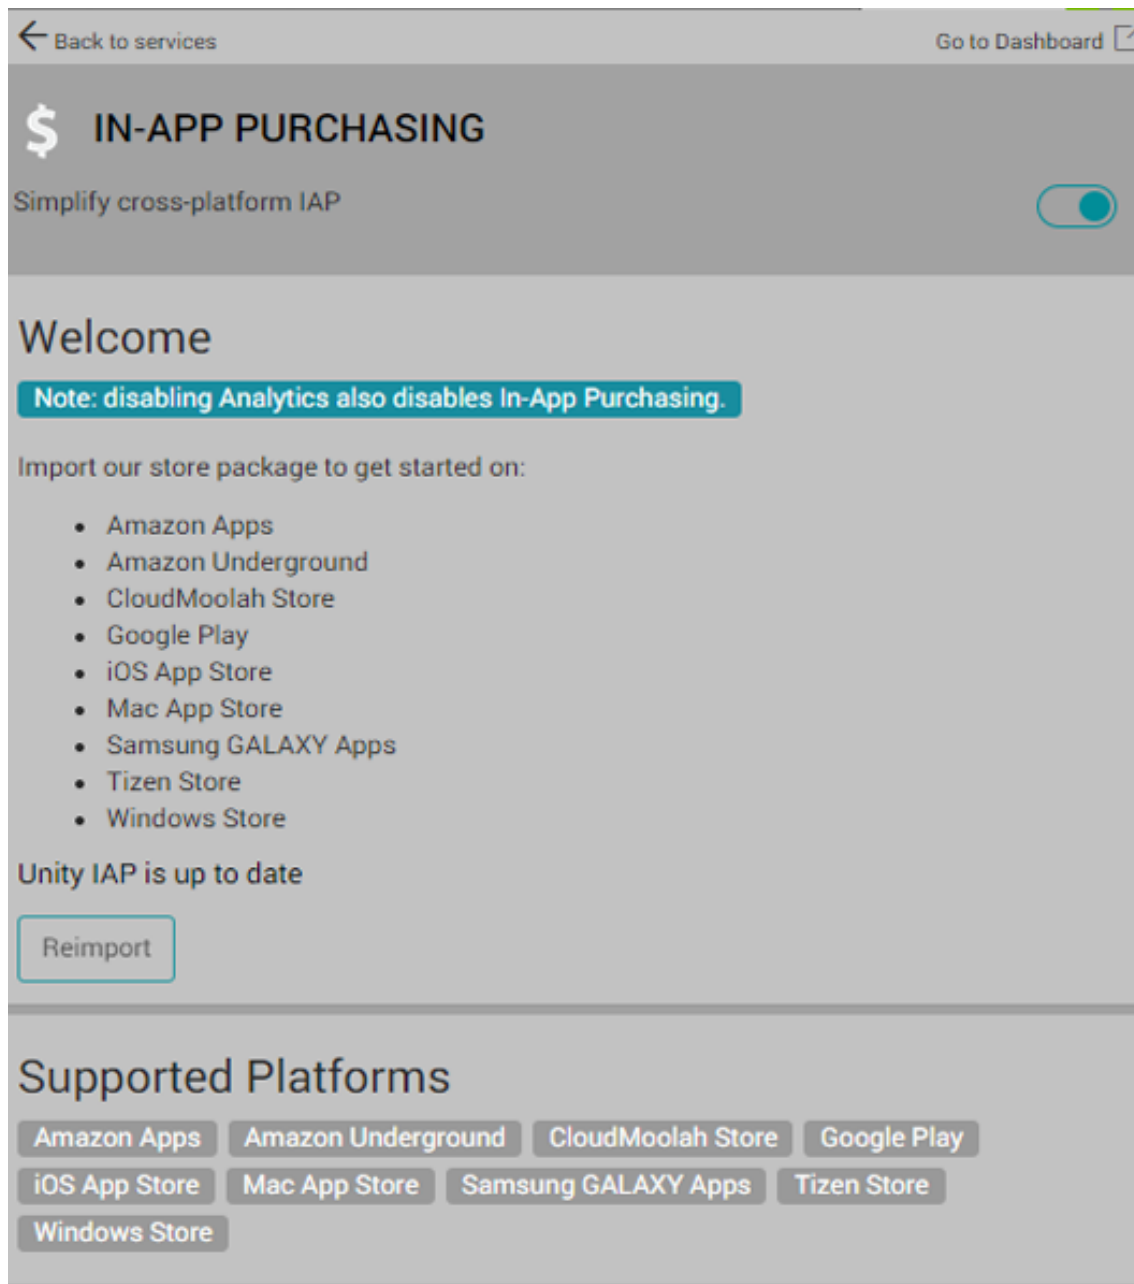 Back to services
Go to Dashboard
$ IN-APP PURCHASING
Simplify cross-platform IAP
Welcome
Note: disabling Analytics also disables In-App Purchasing.
Import our store package to get started on:
• Amazon Apps
• Amazon Underground
• CloudMoolah Store
• Google Play
• iOS App Store
• Mac App Store
• Samsung GALAXY Apps
• Tizen Store
• Windows Store
Unity IAP is up to date
Reimport
Supported Platforms
Amazon Apps Amazon Underground CloudMoolah Store Google Play
iOS App Store Mac App Store Samsung GALAXY Apps Tizen Store
Windows Store